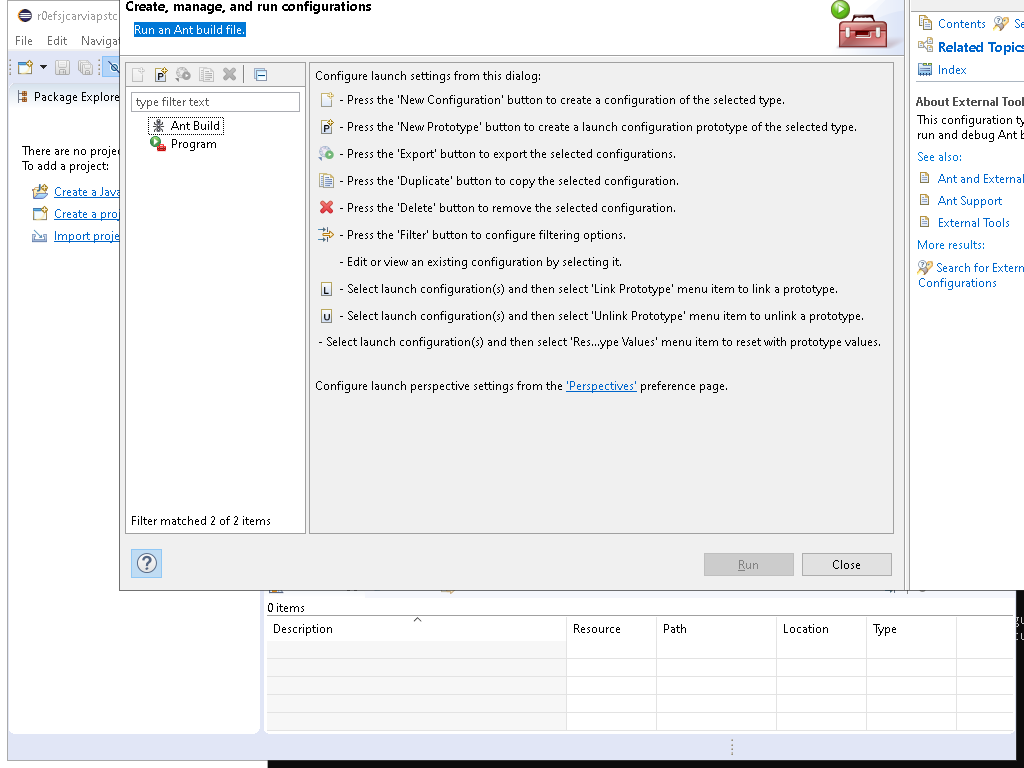 r0efsjcarviapstc
File Edit Navigat
Package Explore
There are no projec
To add a project:
Create a Java
Create a proj
Import proje
Create, manage, and run configurations
Run an Ant build file.
type filter text
Ant Build
Program
Filter matched 2 of 2 items
Configure launch settings from this dialog:
- Press the 'New Configuration' button to create a configuration of the selected type.
- Press the 'New Prototype' button to create a launch configuration prototype of the selected type.
- Press the 'Export' button to export the selected configurations.
- Press the 'Duplicate' button to copy the selected configuration.
- Press the 'Delete' button to remove the selected configuration.
- Press the 'Filter' button to configure filtering options.
- Edit or view an existing configuration by selecting it.
L - Select launch configuration(s) and then select 'Link Prototype' menu item to link a prototype.
U - Select launch configuration(s) and then select 'Unlink Prototype' menu item to unlink a prototype.
- Select launch configuration(s) and then select 'Res...ype Values' menu item to reset with prototype values.
Configure launch perspective settings from the 'Perspectives' preference page.
? Run Close
Contents Se
Related Topics
Index
About External Tool
This configuration ty
run and debug Ant b
See also:
Ant and External
Ant Support
External Tools
More results:
Search for Extern
Configurations
0 items
Description Resource Path Location Type